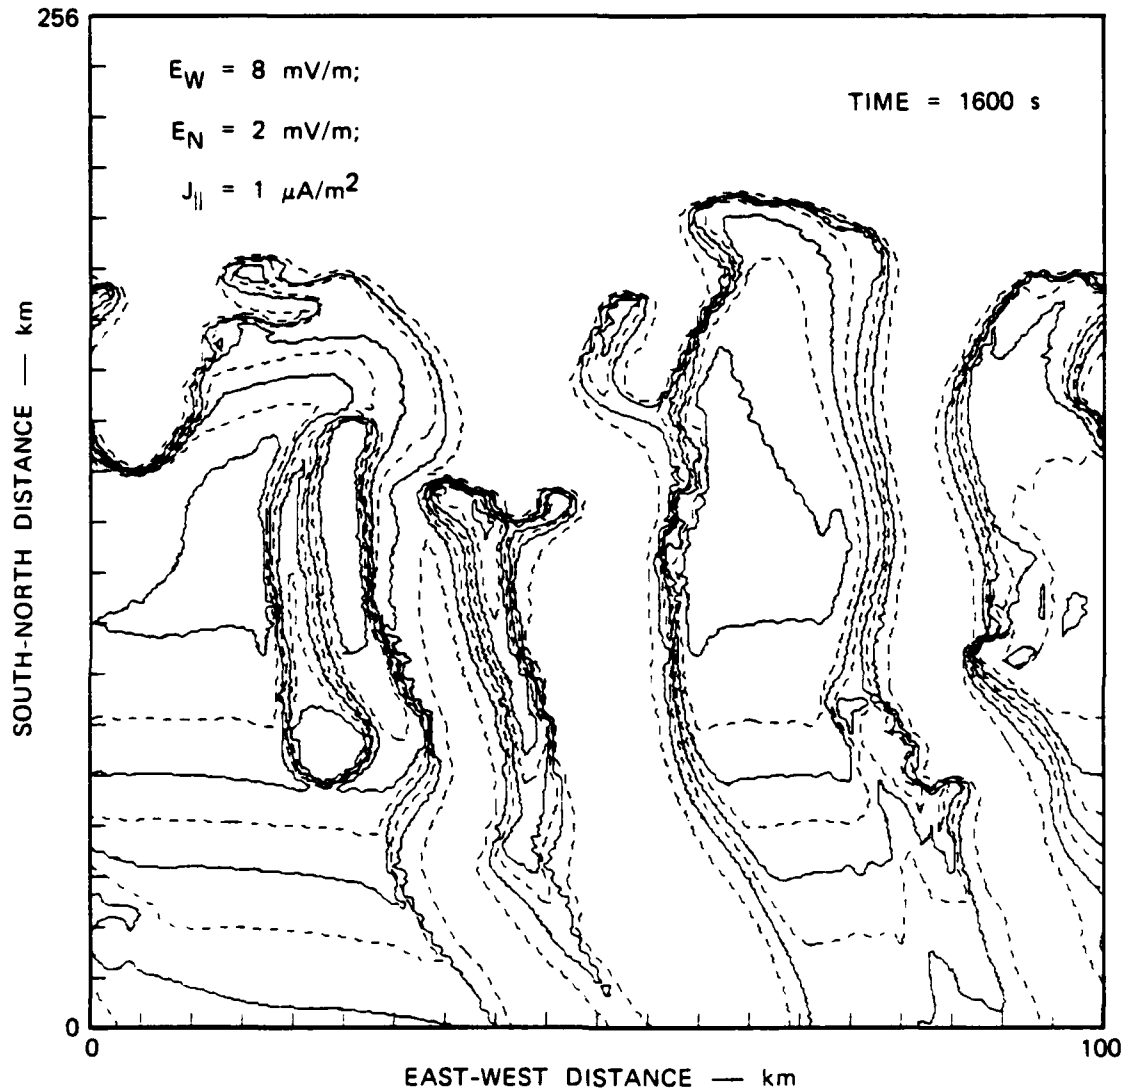 256
E_W = 8 mV/m;
TIME = 1600 s
E_N = 2 mV/m;
J_|| = 1 μA/m²
SOUTH-NORTH DISTANCE — km
0
0
100
EAST-WEST DISTANCE — km